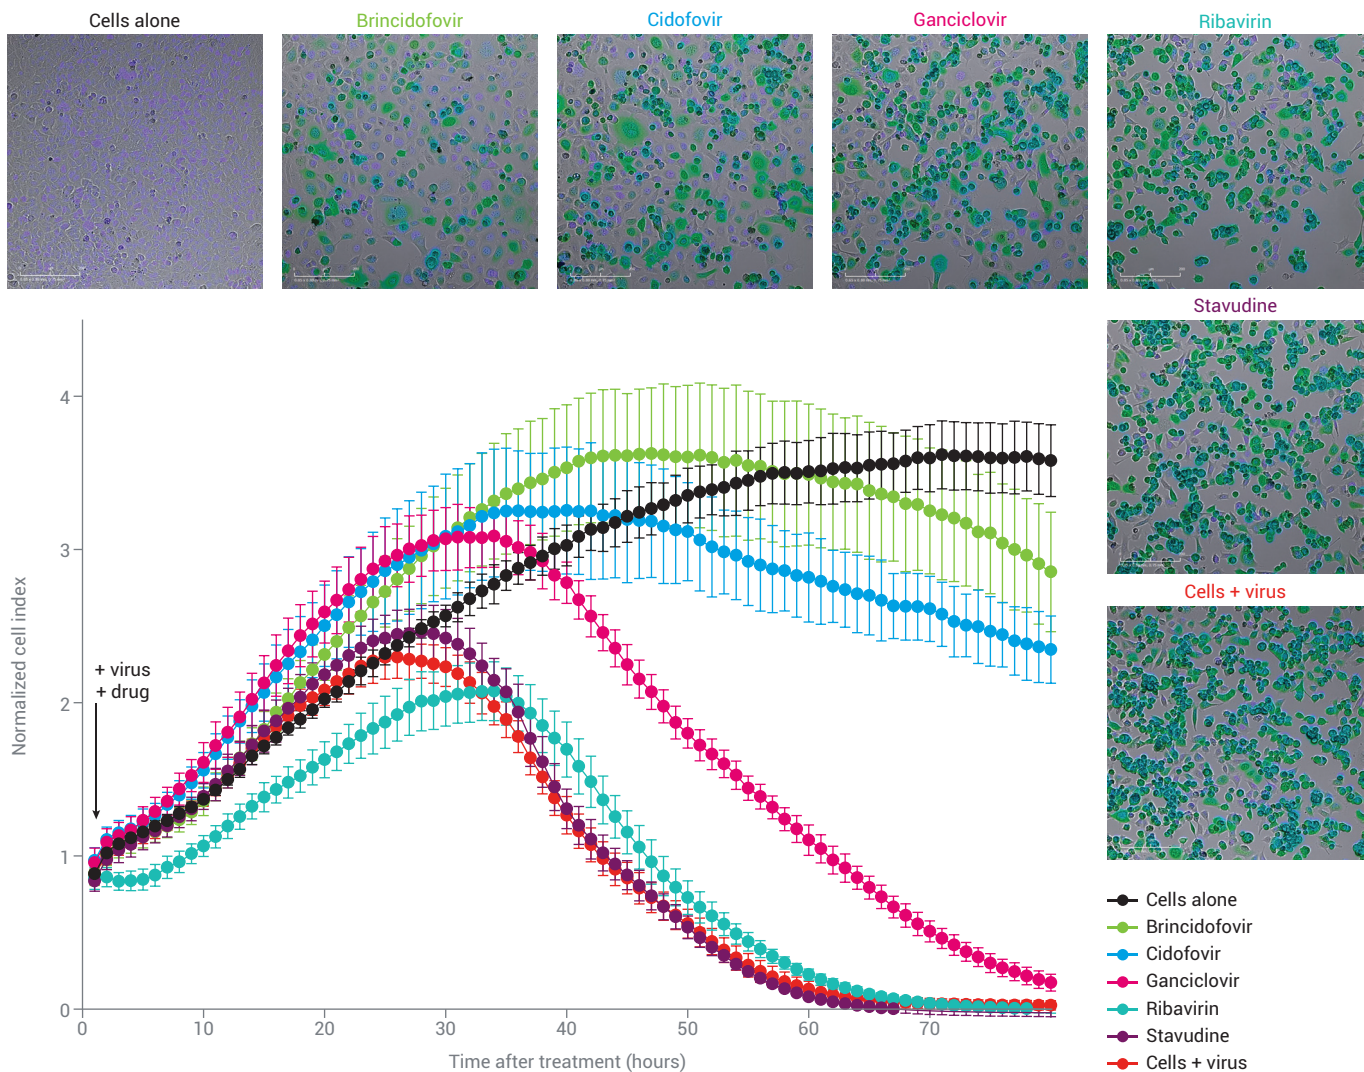 Cells alone
Brincidofovir
Cidofovir
Ganciclovir
Ribavirin
Stavudine
Cells + virus
Normalized cell index
4
3
2
1
0
+ virus
+ drug
0
10
20
30
40
50
60
70
Time after treatment (hours)
Cells alone
Brincidofovir
Cidofovir
Ganciclovir
Ribavirin
Stavudine
Cells + virus